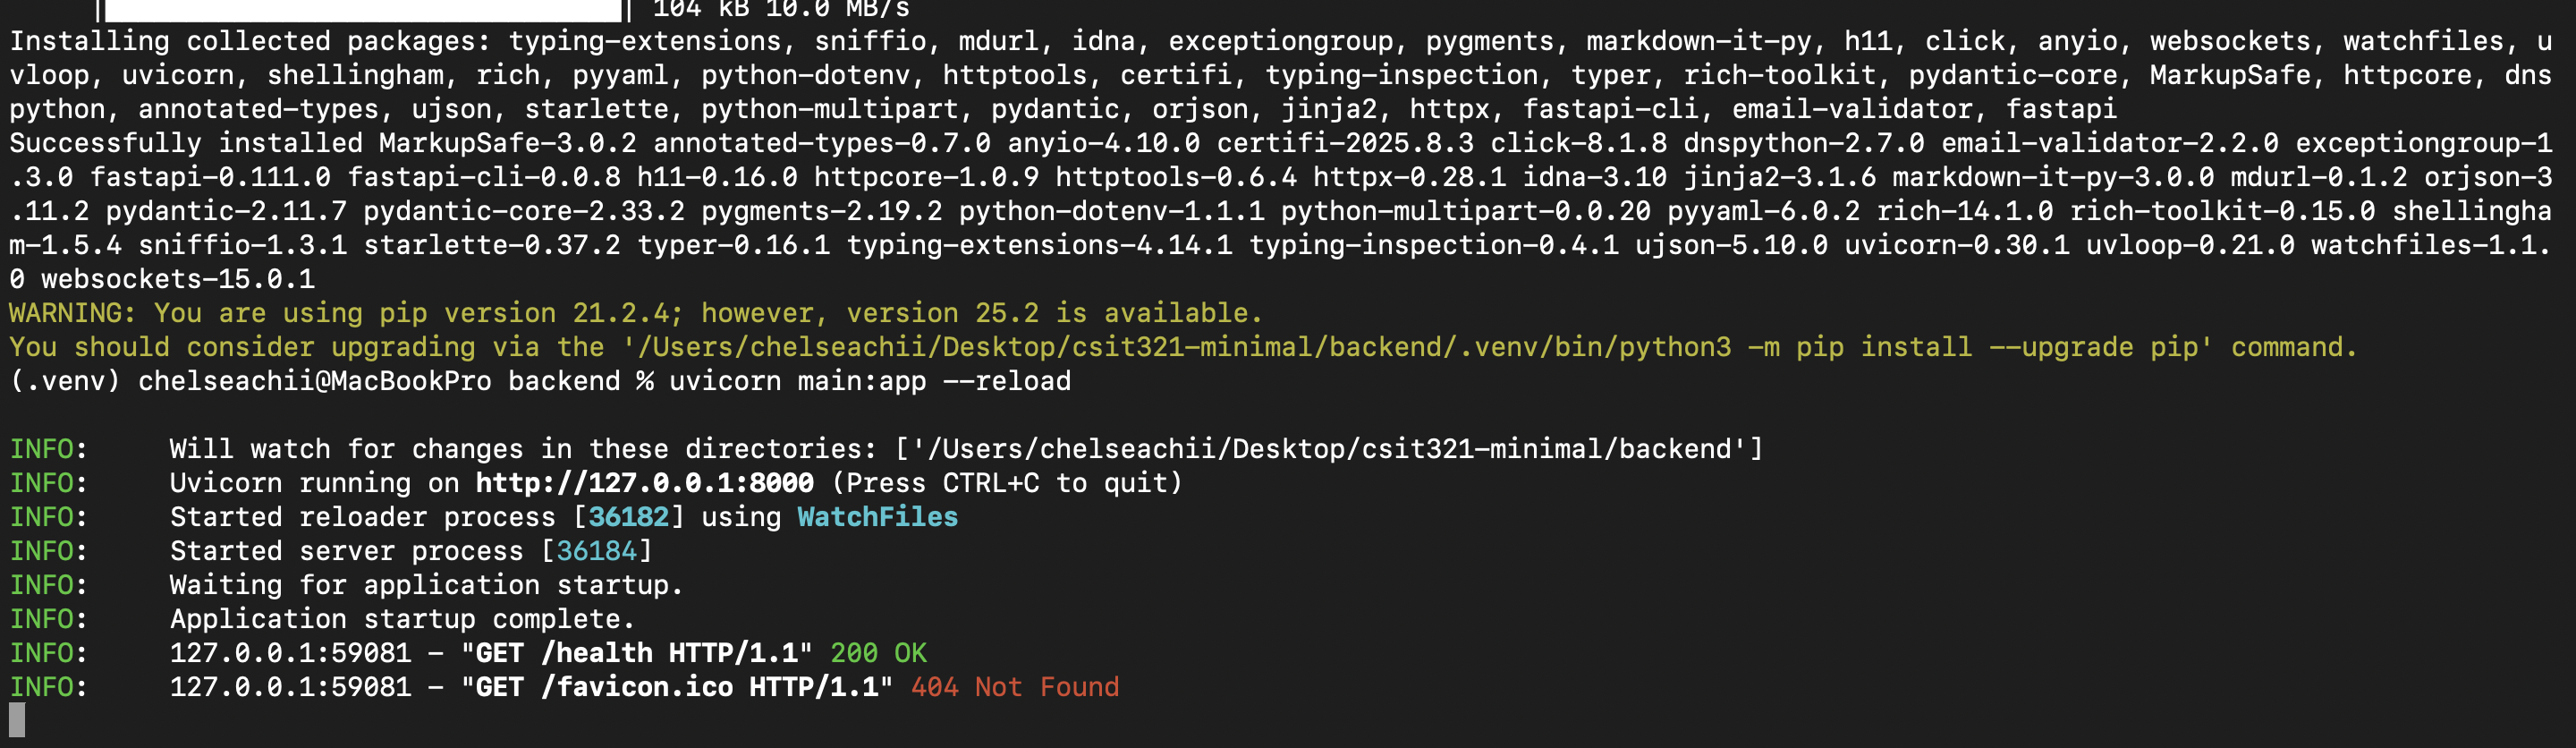 104 kB 10.0 MB/s
Installing collected packages: typing-extensions, sniffio, mdurl, idna, exceptiongroup, pygments, markdown-it-py, h11, click, anyio, websockets, watchfiles, u
vloop, uvicorn, shellingham, rich, pyyaml, python-dotenv, httptools, certifi, typing-inspection, typer, rich-toolkit, pydantic-core, MarkupSafe, httpcore, dns
python, annotated-types, ujson, starlette, python-multipart, pydantic, orjson, jinja2, httpx, fastapi-cli, email-validator, fastapi
Successfully installed MarkupSafe-3.0.2 annotated-types-0.7.0 anyio-4.10.0 certifi-2025.8.3 click-8.1.8 dnspython-2.7.0 email-validator-2.2.0 exceptiongroup-1
.3.0 fastapi-0.111.0 fastapi-cli-0.0.8 h11-0.16.0 httpcore-1.0.9 httptools-0.6.4 httpx-0.28.1 idna-3.10 jinja2-3.1.6 markdown-it-py-3.0.0 mdurl-0.1.2 orjson-3
.11.2 pydantic-2.11.7 pydantic-core-2.33.2 pygments-2.19.2 python-dotenv-1.1.1 python-multipart-0.0.20 pyyaml-6.0.2 rich-14.1.0 rich-toolkit-0.15.0 shellingha
m-1.5.4 sniffio-1.3.1 starlette-0.37.2 typer-0.16.1 typing-extensions-4.14.1 typing-inspection-0.4.1 ujson-5.10.0 uvicorn-0.30.1 uvloop-0.21.0 watchfiles-1.1.
0 websockets-15.0.1
WARNING: You are using pip version 21.2.4; however, version 25.2 is available.
You should consider upgrading via the '/Users/chelseachii/Desktop/csit321-minimal/backend/.venv/bin/python3 -m pip install --upgrade pip' command.
(.venv) chelseachii@MacBookPro backend % uvicorn main:app --reload
INFO:     Will watch for changes in these directories: ['/Users/chelseachii/Desktop/csit321-minimal/backend']
INFO:     Uvicorn running on http://127.0.0.1:8000 (Press CTRL+C to quit)
INFO:     Started reloader process [36182] using WatchFiles
INFO:     Started server process [36184]
INFO:     Waiting for application startup.
INFO:     Application startup complete.
INFO:     127.0.0.1:59081 - "GET /health HTTP/1.1" 200 OK
INFO:     127.0.0.1:59081 - "GET /favicon.ico HTTP/1.1" 404 Not Found